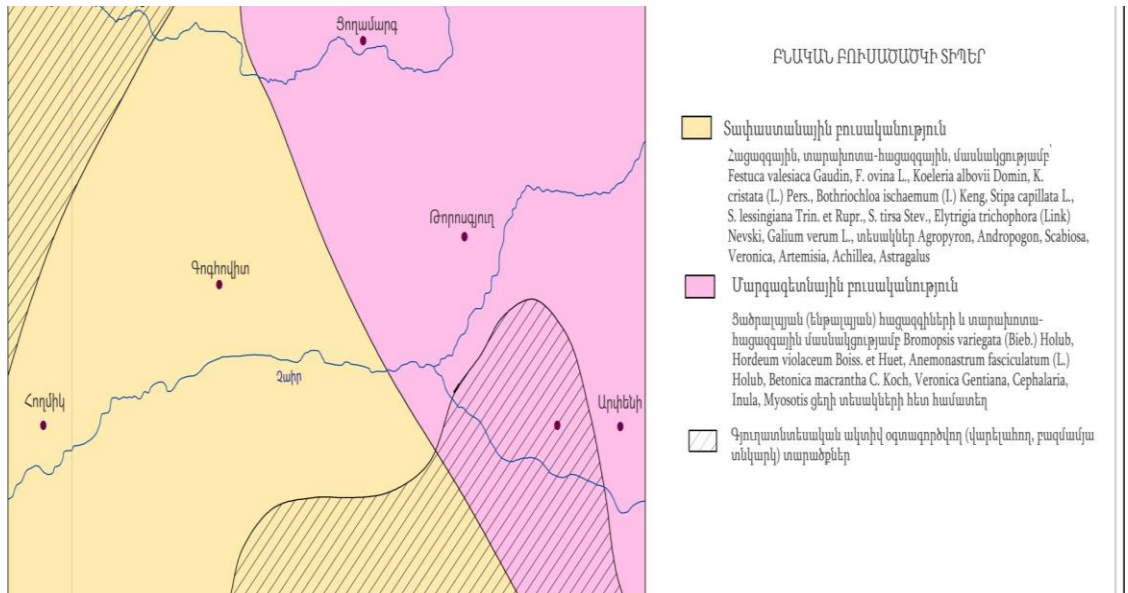 Ցողամարգ
Թորոսգյուղ
Գոգհովիտ
Չաիր
Հողմիկ
Արփենի
ԲՆԱԿԱՆ ԲՈՒՍԱԾԱԾԿԻ ՏԻՊԵՐ
Տափաստանային բուսականություն
Հացազգային, տարախոտա-հացազգային, մասնակցությամբ՝
Festuca valesiaca Gaudin, F. ovina L., Koeleria albovii Domin, K.
cristata (L.) Pers., Bothriochloa ischaemum (I.) Keng, Stipa capillata L.,
S. lessingiana Trin. et Rupr., S. tirsa Stev., Elytrigia trichophora (Link)
Nevski, Galium verum L., տեսակներ Agropyron, Andropogon, Scabiosa,
Veronica, Artemisia, Achillea, Astragalus
Մարգագետնային բուսականություն
Ցածրալպյան (ենթալպյան) հացազգիների և տարախոտա-
հացազգային մասնակցությամբ Bromopsis variegata (Bieb.) Holub,
Hordeum violaceum Boiss. et Huet, Anemonastrum fasciculatum (L.)
Holub, Betonica macrantha C. Koch, Veronica Gentiana, Cephalaria,
Inula, Myosotis ցեղի տեսակների հետ համատեղ
Գյուղատնտեսական ակտիվ օգտագործվող (վարելահող, բազմամյա
տնկարկ) տարածքներ